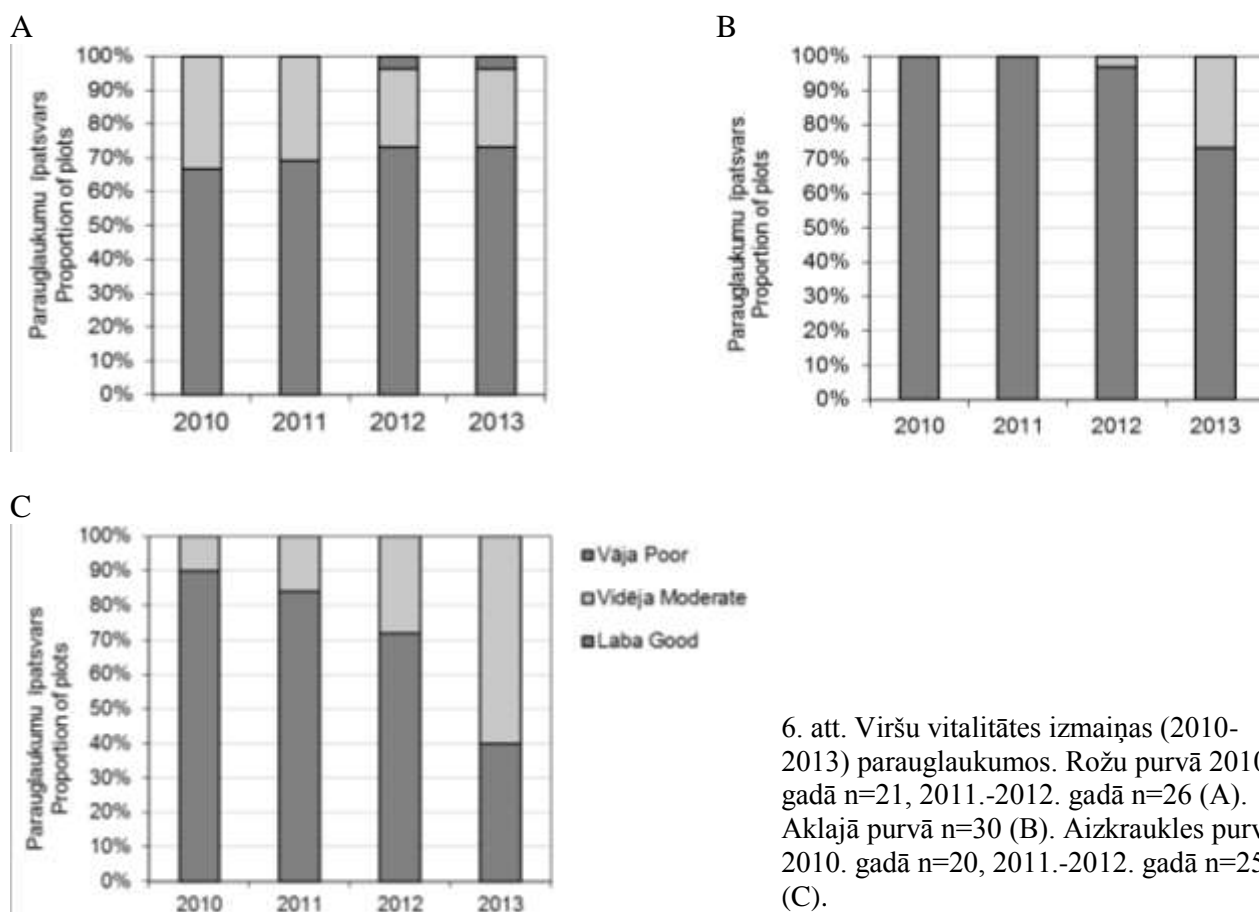 A
100%
90%
80%
70%
60%
50%
40%
30%
20%
10%
0%
Parauglaukumu īpatsvars
Proportion of plots
2010 2011 2012 2013
B
100%
90%
80%
70%
60%
50%
40%
30%
20%
10%
0%
Parauglaukumu īpatsvars
Proportion of plots
2010 2011 2012 2013
C
100%
90%
80%
70%
60%
50%
40%
30%
20%
10%
0%
Parauglaukumu īpatsvars
Proportion of plots
2010 2011 2012 2013
Vāja Poor
Vidēja Moderate
Laba Good
6. att. Viršu vitalitātes izmaiņas (2010-
2013) parauglaukumos. Rožu purvā 2010
gadā n=21, 2011.-2012. gadā n=26 (A).
Aklajā purvā n=30 (B). Aizkraukles purv
2010. gadā n=20, 2011.-2012. gadā n=25
(C).